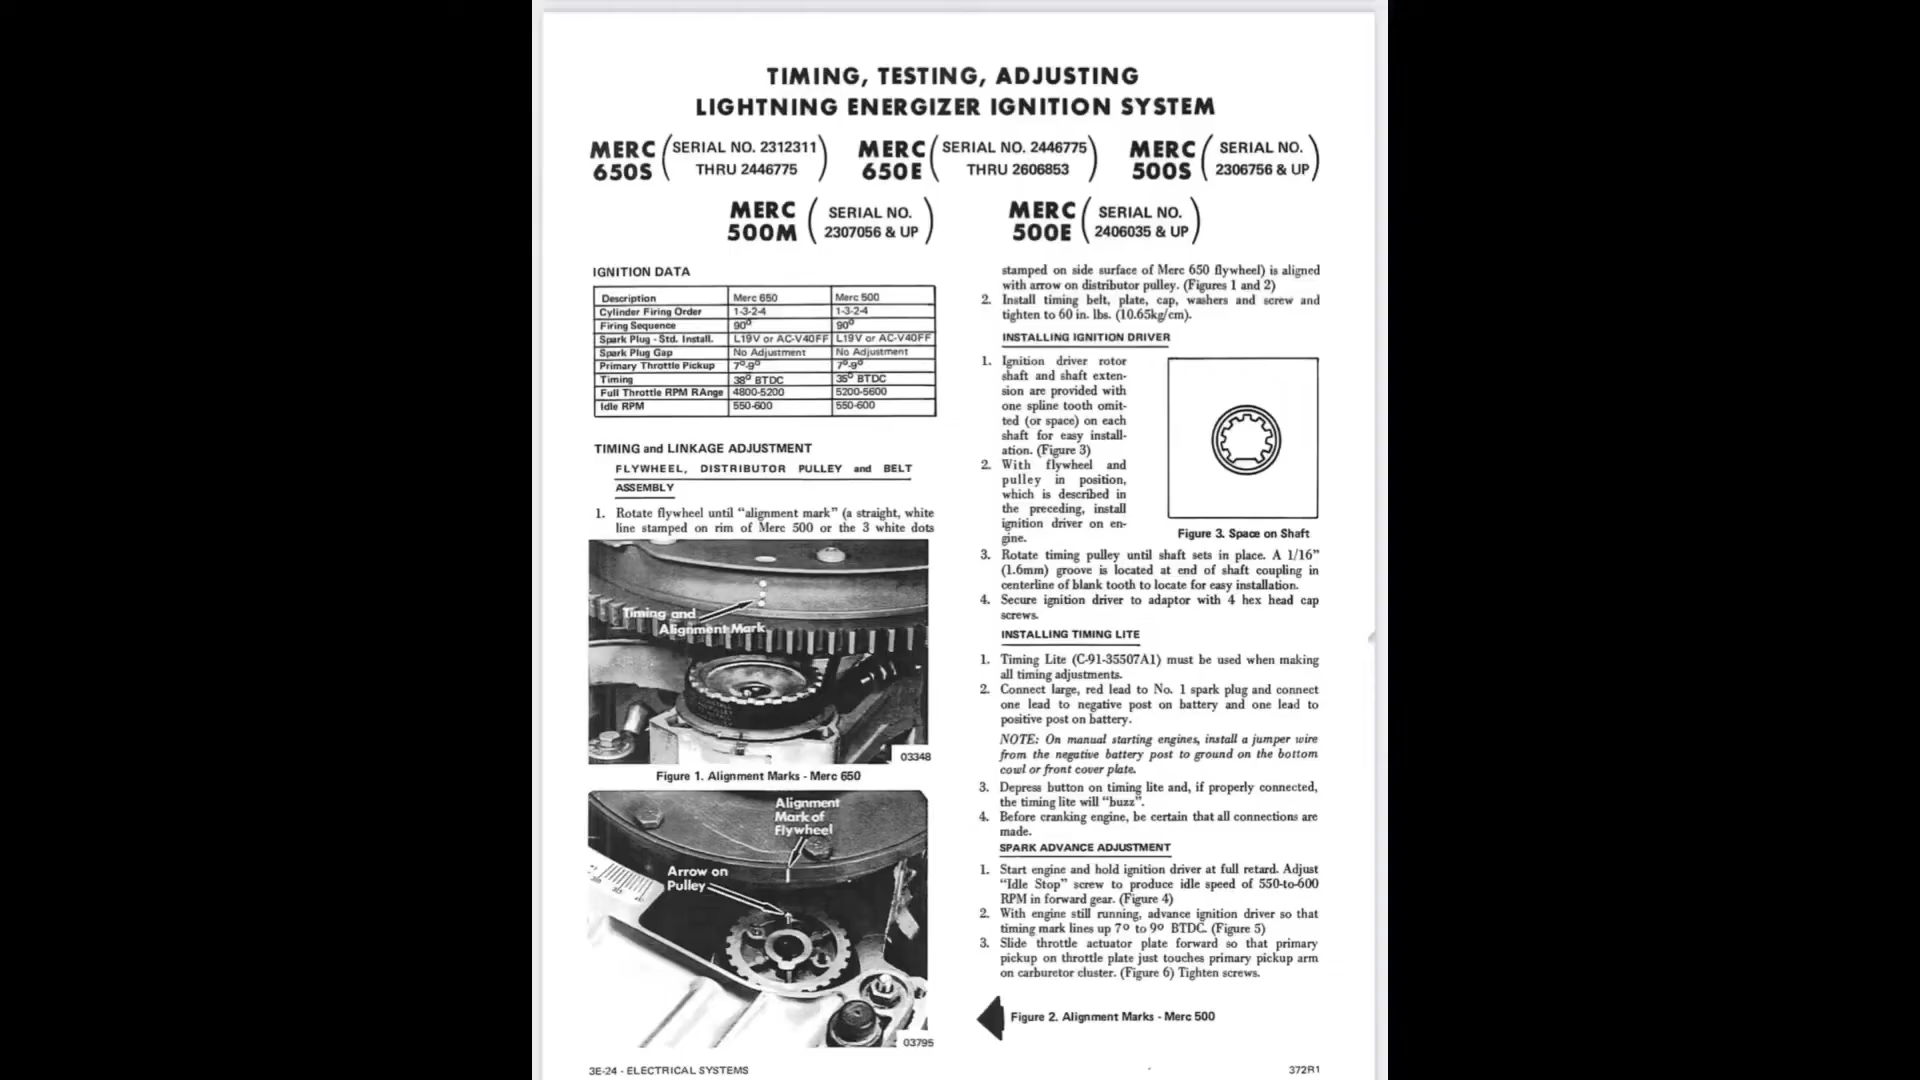 TIMING, TESTING, ADJUSTING
LIGHTNING ENERGIZER IGNITION SYSTEM
MERC 650S (SERIAL NO. 2312311 THRU 2446775)
MERC 650E (SERIAL NO. 2446775 THRU 2606853)
MERC 500S (SERIAL NO. 2306756 & UP)
MERC 500M (SERIAL NO. 2307056 & UP)
MERC 500E (SERIAL NO. 2406035 & UP)
IGNITION DATA
Description Merc 650 Merc 500
Cylinder Firing Order 1-3-2-4 1-3-2-4
Firing Sequence 90° 90°
Spark Plug - Std. Install. L19V or AC-V40FF L19V or AC-V40FF
Spark Plug Gap No Adjustment No Adjustment
Primary Throttle Pickup 7°-9° 7°-9°
Timing 38° BTDC 35° BTDC
Full Throttle RPM RAnge 4800-5200 5200-5600
Idle RPM 550-600 550-600
TIMING and LINKAGE ADJUSTMENT
FLYWHEEL, DISTRIBUTOR PULLEY and BELT
ASSEMBLY
1. Rotate flywheel until "alignment mark" (a straight, white
line stamped on rim of Merc 500 or the 3 white dots
Timing and
Alignment Mark
03348
Figure 1. Alignment Marks - Merc 650
Alignment
Mark of
Flywheel
Arrow on
Pulley
03795
3E-24 - ELECTRICAL SYSTEMS
stamped on side surface of Merc 650 flywheel) is aligned
with arrow on distributor pulley. (Figures 1 and 2)
2. Install timing belt, plate, cap, washers and screw and
tighten to 60 in. lbs. (10.65kg/cm).
INSTALLING IGNITION DRIVER
1. Ignition driver rotor
shaft and shaft exten-
sion are provided with
one spline tooth omit-
ted (or space) on each
shaft for easy install-
ation. (Figure 3)
2. With flywheel and
pulley in position,
which is described in
the preceding, install
ignition driver on en-
gine.
Figure 3. Space on Shaft
3. Rotate timing pulley until shaft sets in place. A 1/16"
(1.6mm) groove is located at end of shaft coupling in
centerline of blank tooth to locate for easy installation.
4. Secure ignition driver to adaptor with 4 hex head cap
screws.
INSTALLING TIMING LITE
1. Timing Lite (C-91-35507A1) must be used when making
all timing adjustments.
2. Connect large, red lead to No. 1 spark plug and connect
one lead to negative post on battery and one lead to
positive post on battery.
NOTE: On manual starting engines, install a jumper wire
from the negative battery post to ground on the bottom
cowl or front cover plate.
3. Depress button on timing lite and, if properly connected,
the timing lite will "buzz".
4. Before cranking engine, be certain that all connections are
made.
SPARK ADVANCE ADJUSTMENT
1. Start engine and hold ignition driver at full retard. Adjust
"Idle Stop" screw to produce idle speed of 550-to-600
RPM in forward gear. (Figure 4)
2. With engine still running, advance ignition driver so that
timing mark lines up 7° to 9° BTDC. (Figure 5)
3. Slide throttle actuator plate forward so that primary
pickup on throttle plate just touches primary pickup arm
on carburetor cluster. (Figure 6) Tighten screws.
Figure 2. Alignment Marks - Merc 500
372R1